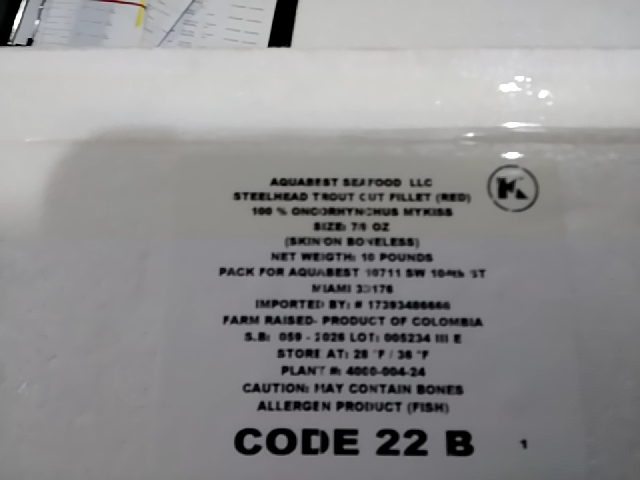 AQUABEST SEAFOOD LLC
STEELHEAD TROUT CUT FILLET (RED)
100 % ONCORHYNCHUS MYKISS
SIZE: OZ
(SKIN ON BONELESS)
NET WEIGTH: 10 POUNDS
PACK FOR AQUABEST 10711 SW 104th ST
MIAMI 33176
IMPORTED BY: #
FARM RAISED- PRODUCT OF COLOMBIA
S.B: 059 - 2026 LOT: 005234 III E
STORE AT: 28 °F / 36 °F
PLANT #: 4000-004-24
CAUTION: MAY CONTAIN BONES
ALLERGEN PRODUCT (FISH)
CODE 22 B 1
K